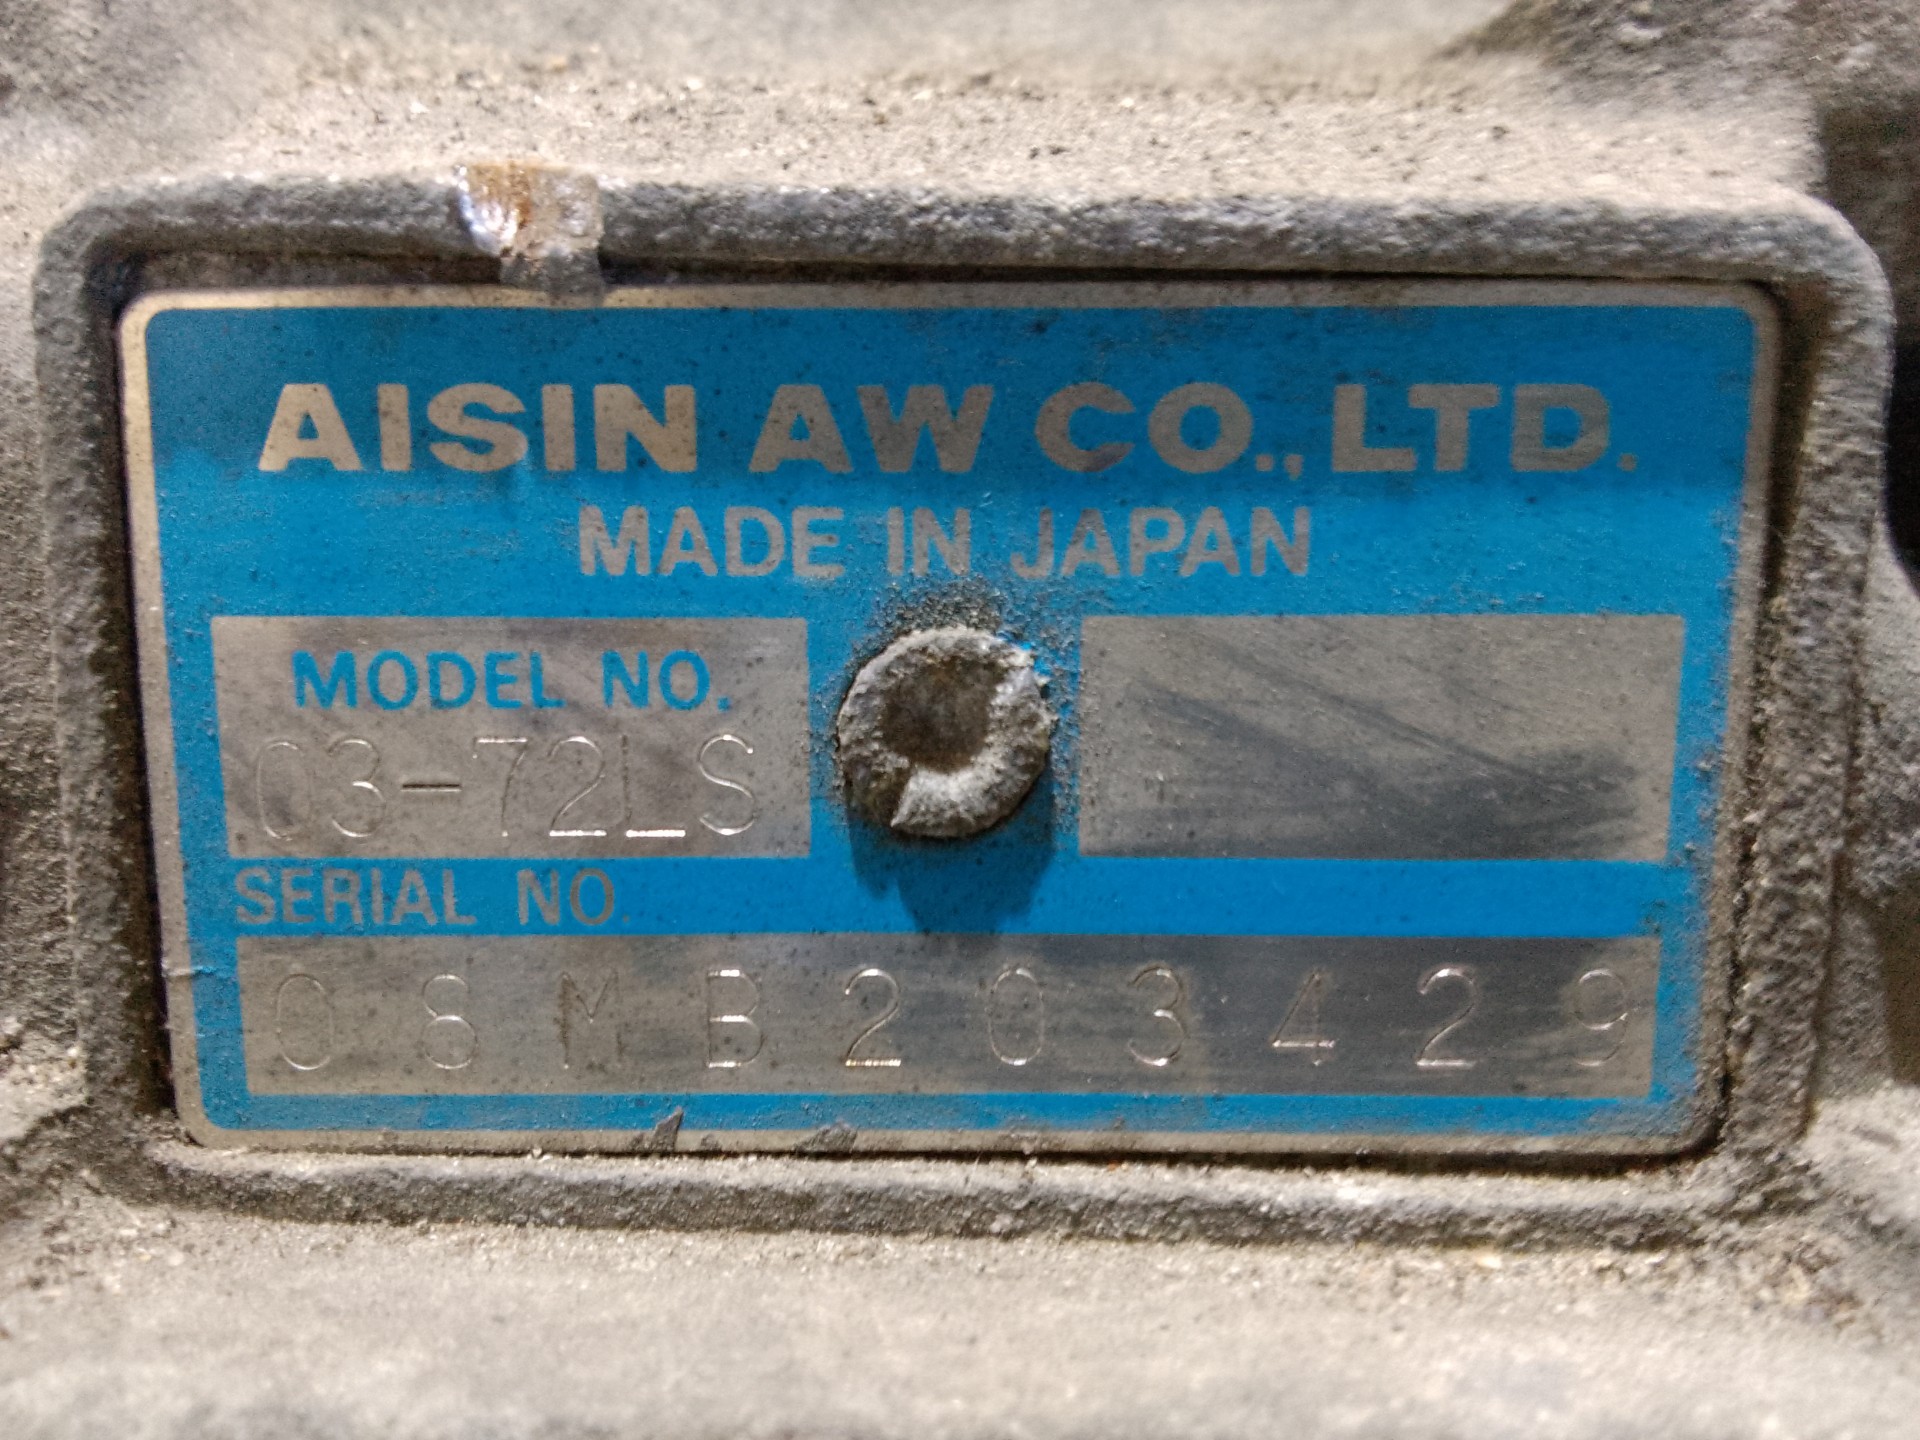 AISIN AW CO., LTD.
MADE IN JAPAN
MODEL NO.
03-72LS
SERIAL NO.
08MB203429